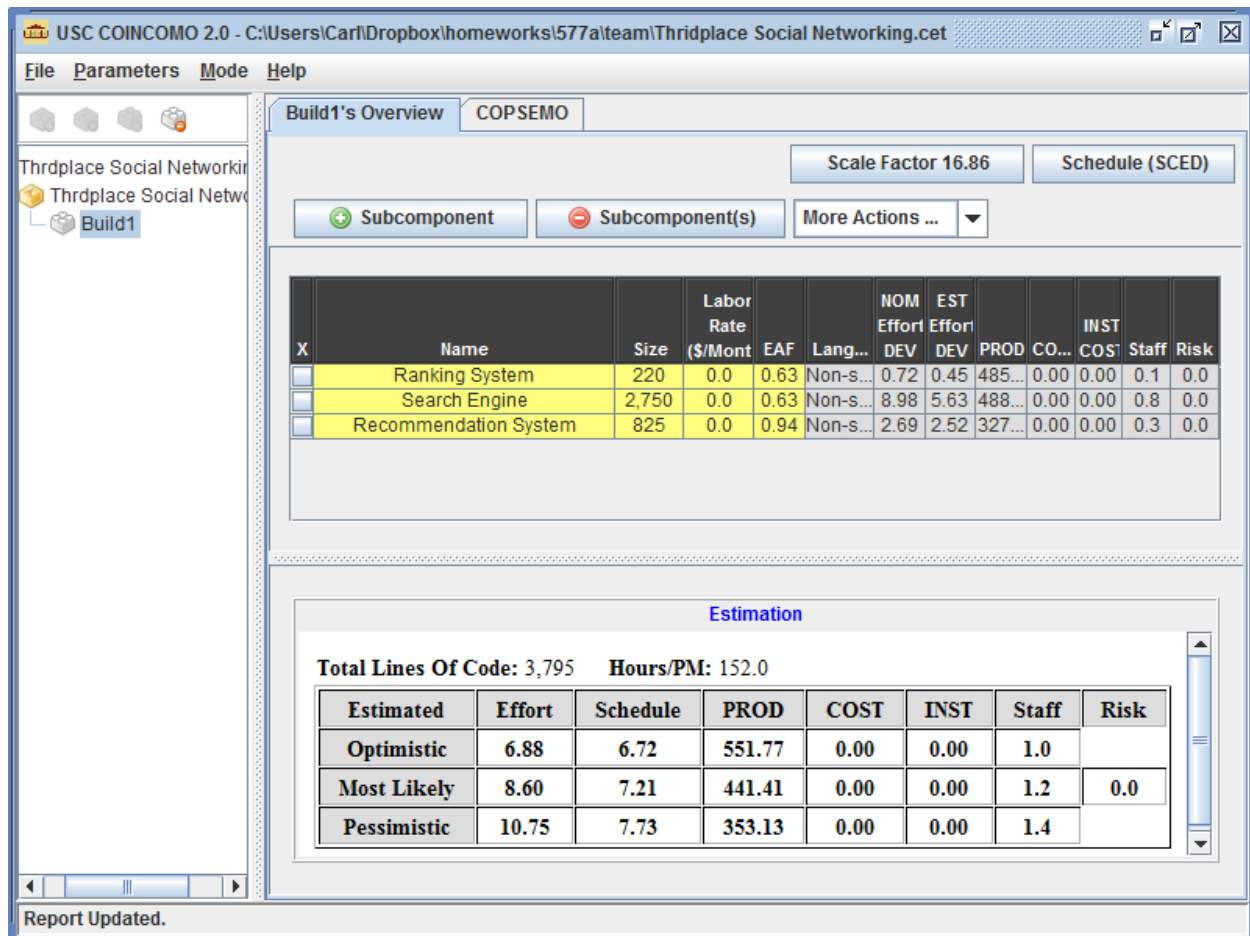 USC COINCOMO 2.0 - C:\Users\Carl\Dropbox\homeworks\577a\team\Thridplace Social Networking.cet
File Parameters Mode Help
Build1's Overview COPSEMO
Scale Factor 16.86 Schedule (SCED)
Thrdplace Social Networkin
Thrdplace Social Netwo
Build1
Subcomponent Subcomponent(s) More Actions ...
X Name Size Labor Rate ($/Mont EAF Lang... NOM Effort DEV EST Effort DEV PROD CO... INST COST Staff Risk
Ranking System 220 0.0 0.63 Non-s... 0.72 0.45 485... 0.00 0.00 0.1 0.0
Search Engine 2,750 0.0 0.63 Non-s... 8.98 5.63 488... 0.00 0.00 0.8 0.0
Recommendation System 825 0.0 0.94 Non-s... 2.69 2.52 327... 0.00 0.00 0.3 0.0
Estimation
Total Lines Of Code: 3,795 Hours/PM: 152.0
Estimated Effort Schedule PROD COST INST Staff Risk
Optimistic 6.88 6.72 551.77 0.00 0.00 1.0
Most Likely 8.60 7.21 441.41 0.00 0.00 1.2 0.0
Pessimistic 10.75 7.73 353.13 0.00 0.00 1.4
Report Updated.